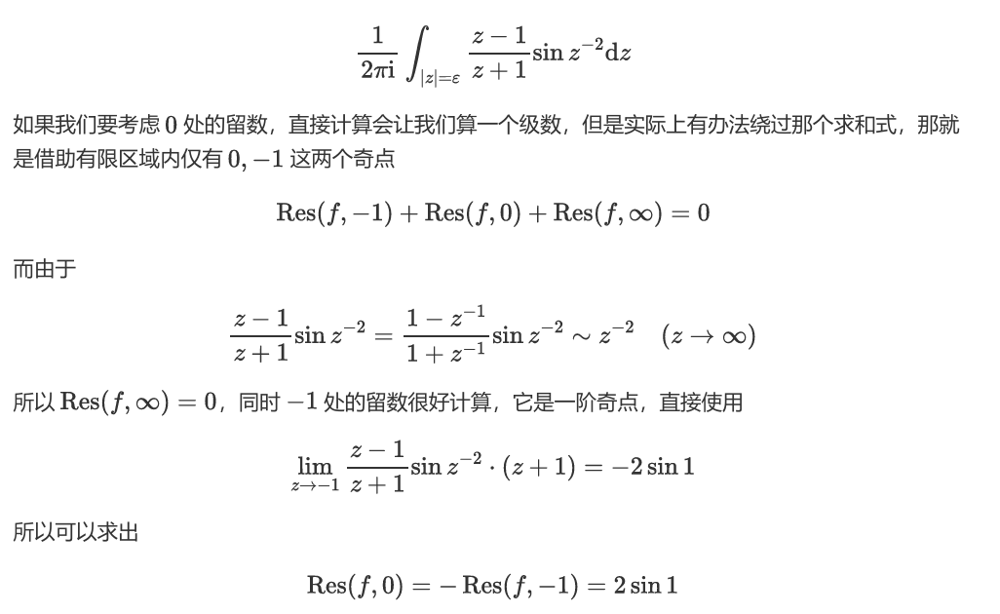 $$\frac{1}{2\pi \mathrm{i}} \int_{|z|=\varepsilon} \frac{z-1}{z+1} \sin z^{-2} \mathrm{d}z$$
如果我们要考虑 0 处的留数，直接计算会让我们算一个级数，但是实际上有办法绕过那个求和式，那就
是借助有限区域内仅有 0, −1 这两个奇点
$$\operatorname{Res}(f,-1) + \operatorname{Res}(f,0) + \operatorname{Res}(f,\infty) = 0$$
而由于
$$\frac{z-1}{z+1} \sin z^{-2} = \frac{1-z^{-1}}{1+z^{-1}} \sin z^{-2} \sim z^{-2} \quad (z \to \infty)$$
所以 Res(f, ∞) = 0，同时 −1 处的留数很好计算，它是一阶奇点，直接使用
$$\lim_{z \to -1} \frac{z-1}{z+1} \sin z^{-2} \cdot (z+1) = -2 \sin 1$$
所以可以求出
$$\operatorname{Res}(f,0) = -\operatorname{Res}(f,-1) = 2 \sin 1$$